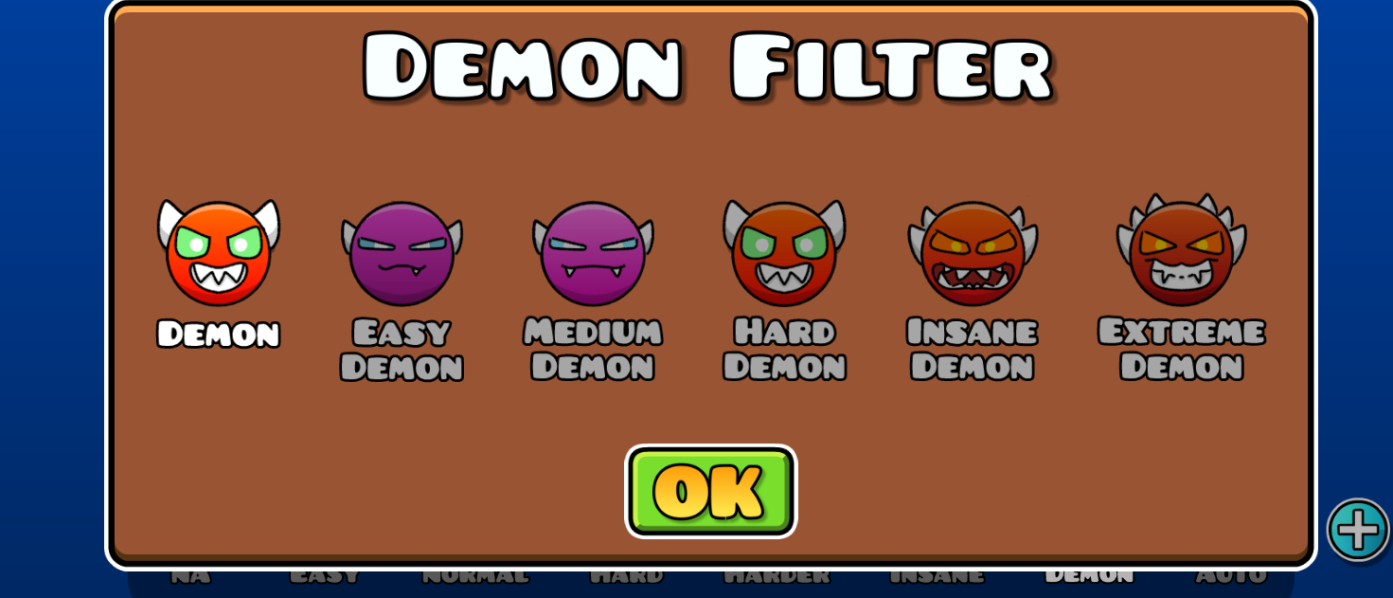 DEMON FILTER
DEMON
EASY DEMON
MEDIUM DEMON
HARD DEMON
INSANE DEMON
EXTREME DEMON
OK
NA EASY NORMAL HARD HARDER INSANE DEMON AUTO